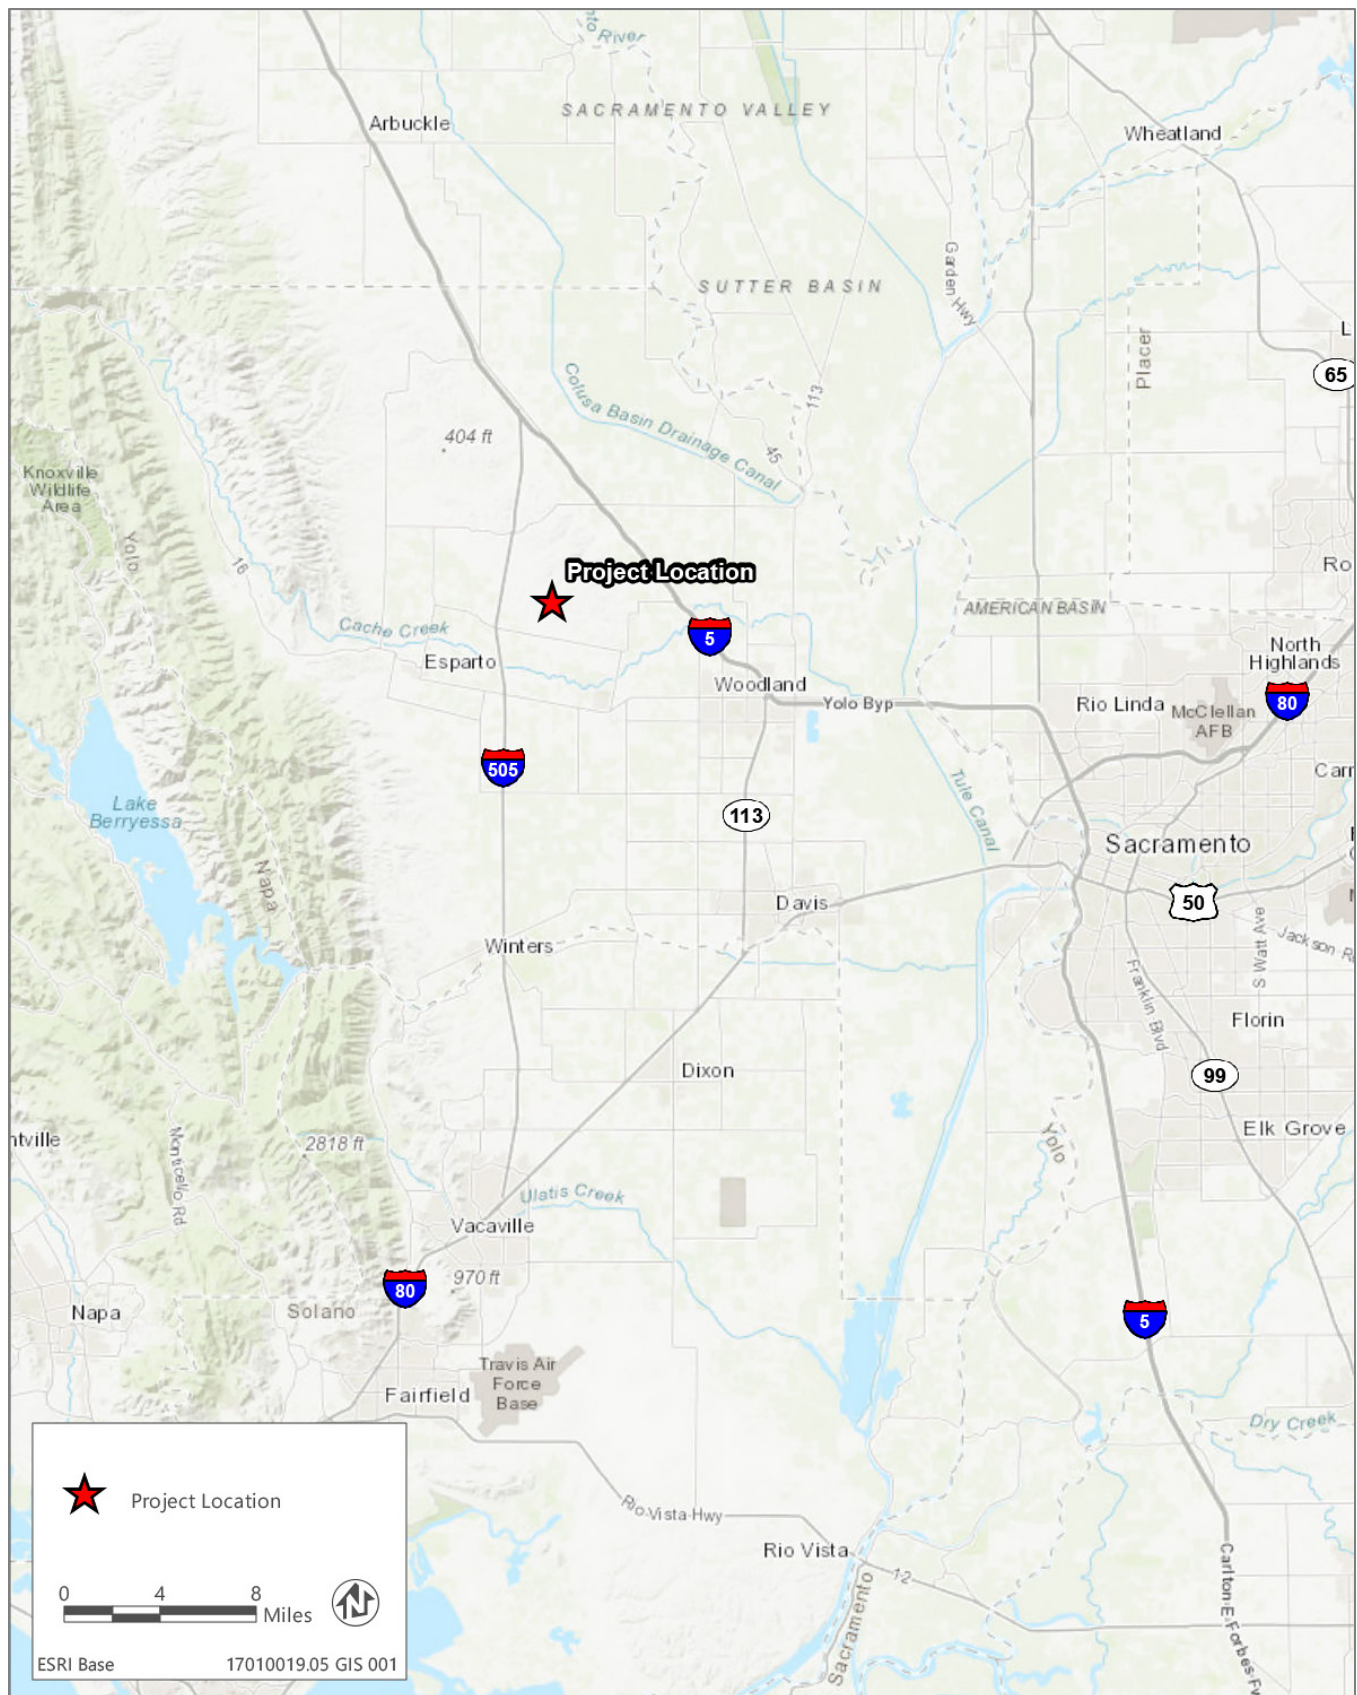 River
Arbuckle
SACRAMENTO VALLEY
Wheatland
Garden Hwy
SUTTER BASIN
Placer
65
113
Colusa Basin Drainage Canal
45
404 ft
Knoxville
Wildlife
Area
Yolo
16
Project Location
AMERICAN BASIN
Cache Creek
5
Esparto
North
Highlands
Woodland
Yolo Byp
Rio Linda
McClellan
AFB
80
505
Lake
Berryessa
Tule Canal
113
Sacramento
Napa
Davis
50
S Watt Ave
Jackson R
Winters
Franklin Blvd
Florin
Dixon
99
Monticello Rd
2818 ft
Yolo
Elk Grove
ntville
Ulatis Creek
Vacaville
970 ft
80
Napa
Solano
5
Travis Air
Force
Base
Fairfield
Dry Creek
Rio Vista Hwy
Rio Vista
12
Sacramento
Carlton E Forbes Fw
Project Location
0 4 8
Miles
N
ESRI Base 17010019.05 GIS 001